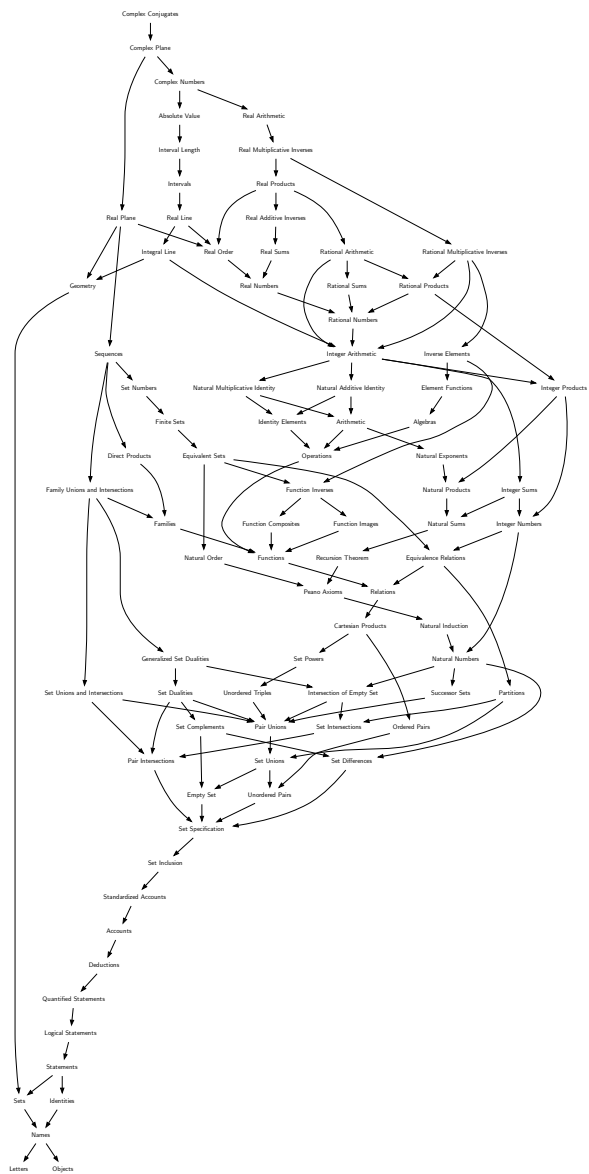 Complex Conjugates
Complex Plane
Complex Numbers
Absolute Value
Real Arithmetic
Interval Length
Real Multiplicative Inverses
Intervals
Real Products
Real Plane
Real Line
Real Additive Inverses
Integral Line
Real Order
Real Sums
Rational Arithmetic
Rational Multiplicative Inverses
Geometry
Real Numbers
Rational Sums
Rational Products
Rational Numbers
Sequences
Integer Arithmetic
Inverse Elements
Set Numbers
Natural Multiplicative Identity
Natural Additive Identity
Element Functions
Integer Products
Finite Sets
Identity Elements
Arithmetic
Algebras
Direct Products
Equivalent Sets
Operations
Natural Exponents
Family Unions and Intersections
Function Inverses
Natural Products
Integer Sums
Families
Function Composites
Function Images
Natural Sums
Integer Numbers
Natural Order
Functions
Recursion Theorem
Equivalence Relations
Peano Axioms
Relations
Cartesian Products
Natural Induction
Generalized Set Dualities
Set Powers
Natural Numbers
Set Unions and Intersections
Set Dualities
Unordered Triples
Intersection of Empty Set
Successor Sets
Partitions
Set Complements
Pair Unions
Set Intersections
Ordered Pairs
Pair Intersections
Set Unions
Set Differences
Empty Set
Unordered Pairs
Set Specification
Set Inclusion
Standardized Accounts
Accounts
Deductions
Quantified Statements
Logical Statements
Statements
Sets
Identities
Names
Letters
Objects